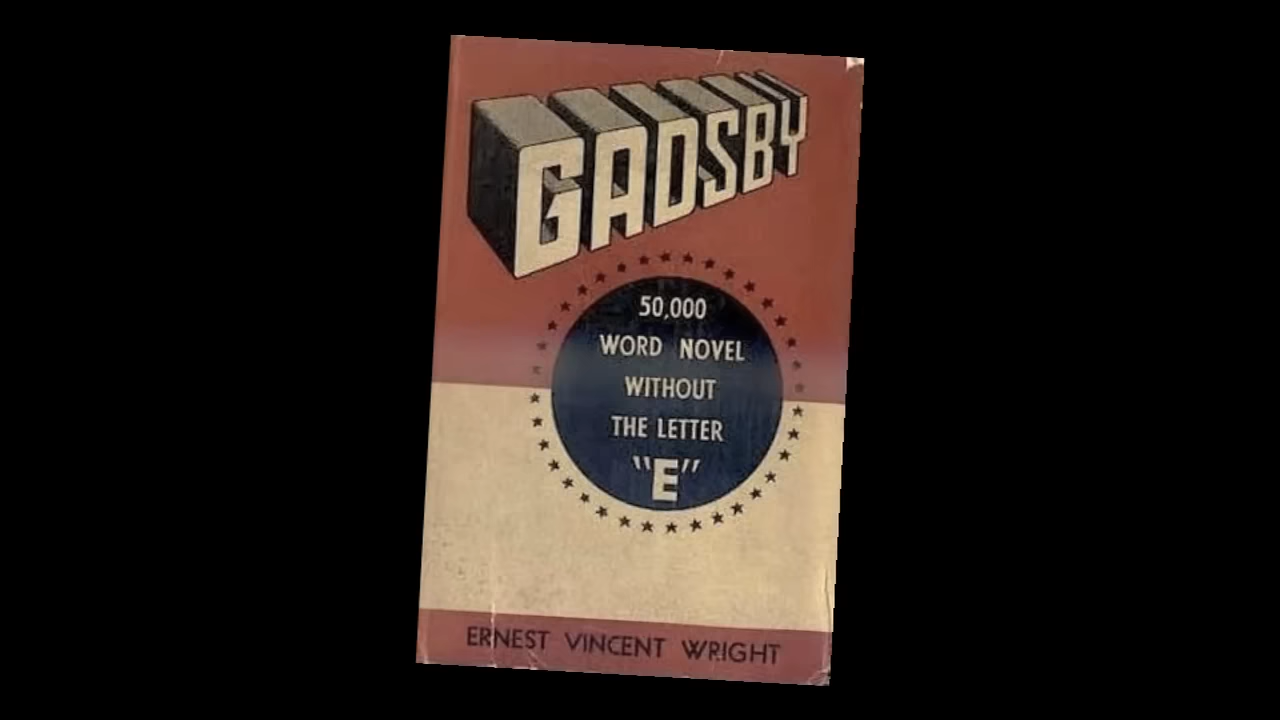 GADSBY
50,000
WORD NOVEL
WITHOUT
THE LETTER
"E"
ERNEST VINCENT WRIGHT